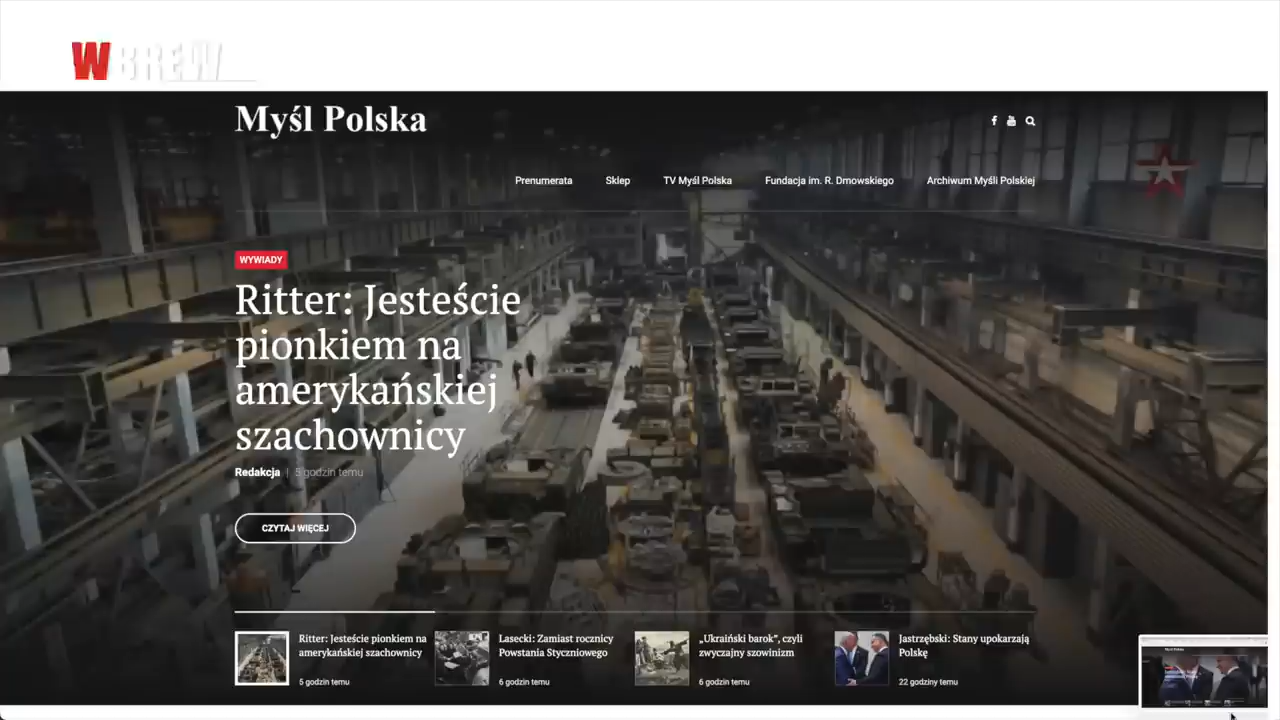 WBREW
Myśl Polska
Prenumerata Sklep TV Myśl Polska Fundacja im. R. Dmowskiego Archiwum Myśli Polskiej
WYWIADY
Ritter: Jesteście
pionkiem na
amerykańskiej
szachownicy
Redakcja | 5 godzin temu
CZYTAJ WIĘCEJ
Ritter: Jesteście pionkiem na
amerykańskiej szachownicy
5 godzin temu
Lasecki: Zamiast rocznicy
Powstania Styczniowego
6 godzin temu
„Ukraiński barok”, czyli
zwyczajny szowinizm
6 godzin temu
Jastrzębski: Stany upokarzają
Polskę
22 godziny temu
Myśl Polska